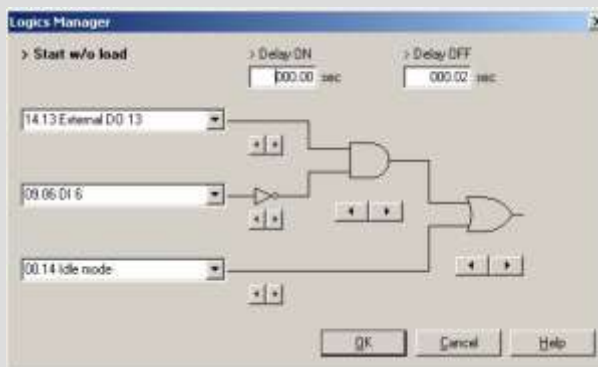 Logics Manager
> Start w/o load
> Delay ON
> Delay OFF
000.00 sec
000.02 sec
14.13 External DO 13
09.06 DI 6
00.14 Idle mode
OK
Cancel
Help